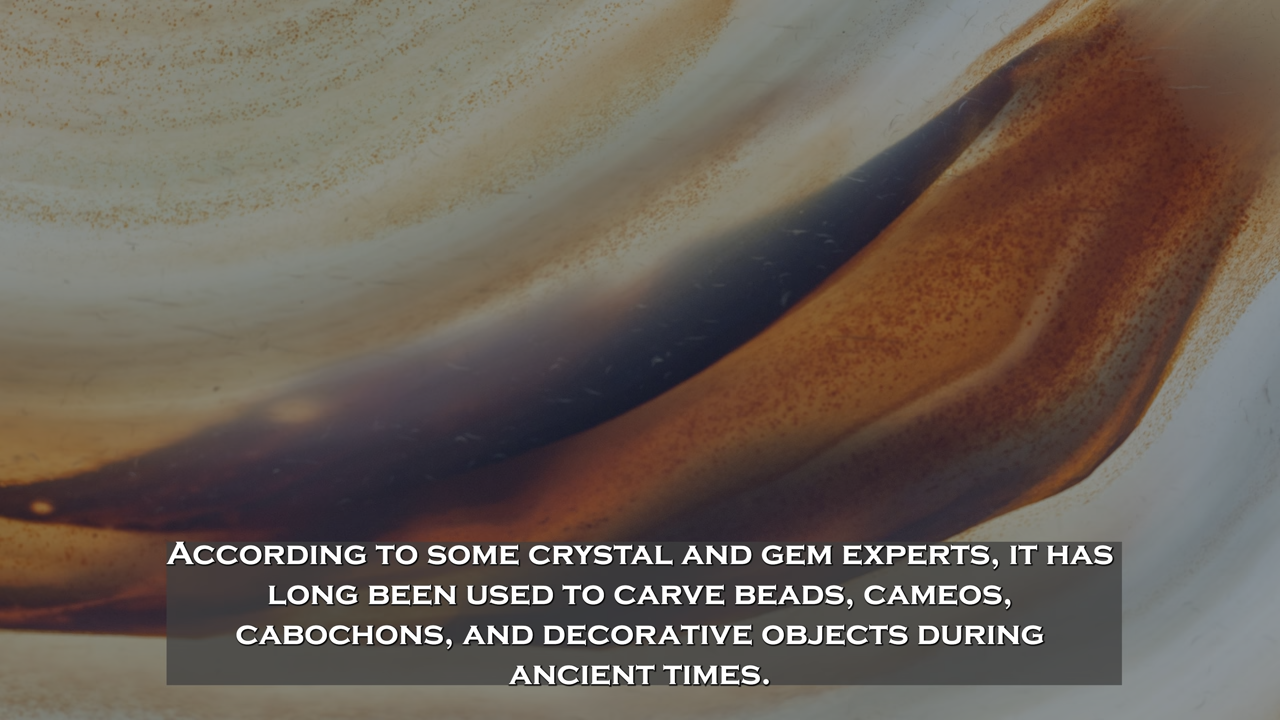 According to some crystal and gem experts, it has
long been used to carve beads, cameos,
cabochons, and decorative objects during
ancient times.